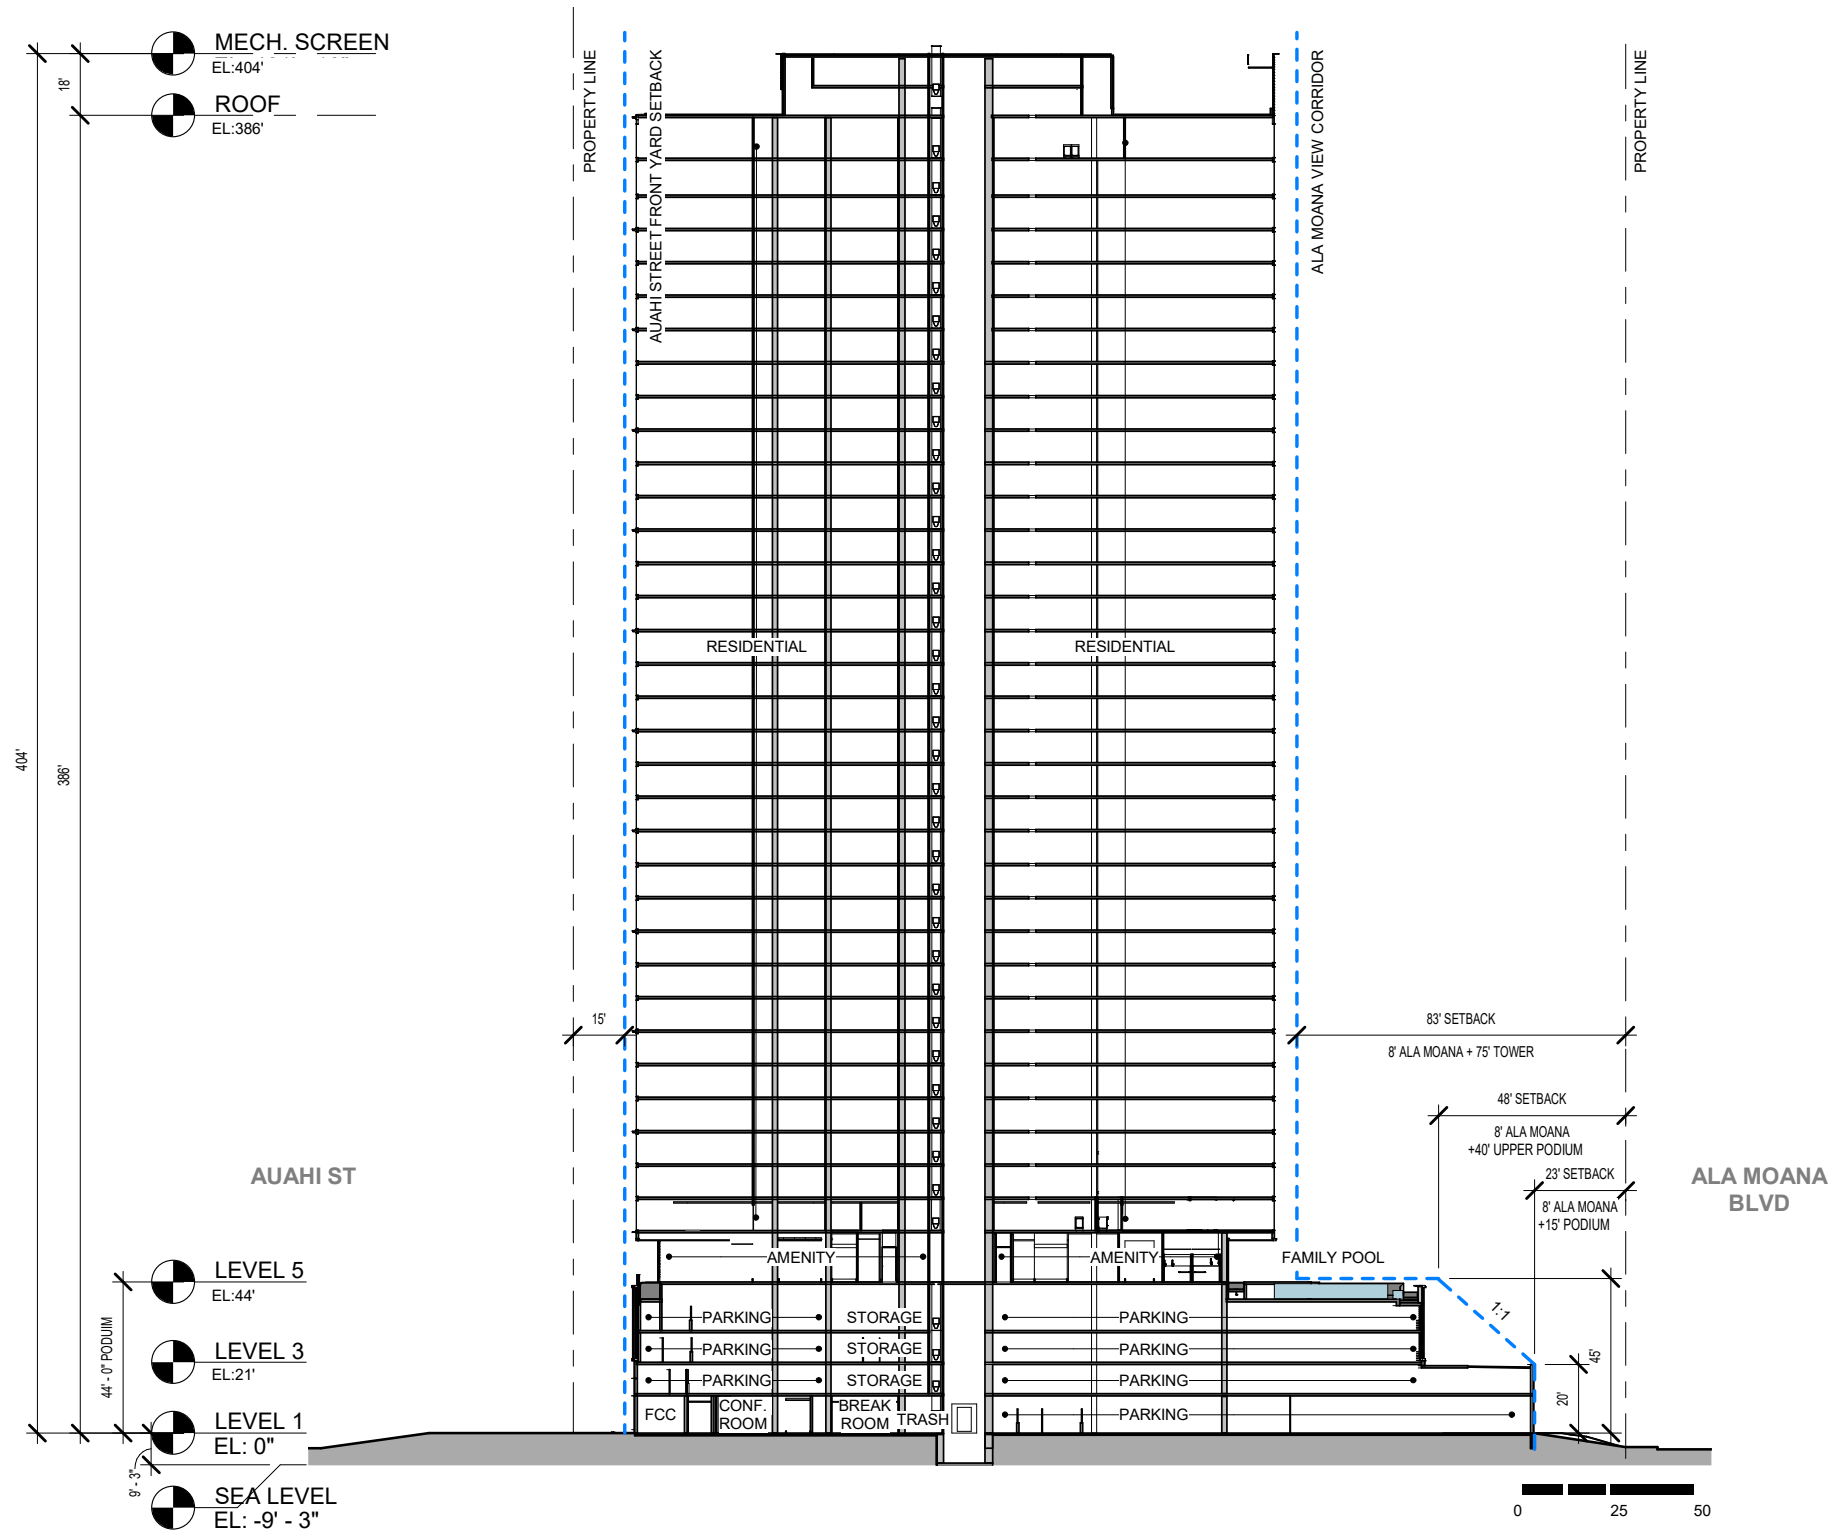 MECH. SCREEN
EL:404'
ROOF
EL:386'
18'
404'
386'
PROPERTY LINE
AUAHI STREET FRONT YARD SETBACK
ALA MOANA VIEW CORRIDOR
PROPERTY LINE
RESIDENTIAL
RESIDENTIAL
15'
83' SETBACK
8' ALA MOANA + 75' TOWER
48' SETBACK
8' ALA MOANA
+40' UPPER PODIUM
23' SETBACK
8' ALA MOANA
+15' PODIUM
AUAHI ST
ALA MOANA
BLVD
AMENITY
AMENITY
FAMILY POOL
LEVEL 5
EL:44'
LEVEL 3
EL:21'
LEVEL 1
EL: 0"
SEA LEVEL
EL: -9' - 3"
44' - 0" PODUIM
9' - 3"
PARKING
STORAGE
PARKING
PARKING
STORAGE
PARKING
PARKING
STORAGE
PARKING
FCC
CONF.
ROOM
BREAK
ROOM
TRASH
PARKING
1:1
45'
20'
0
25
50